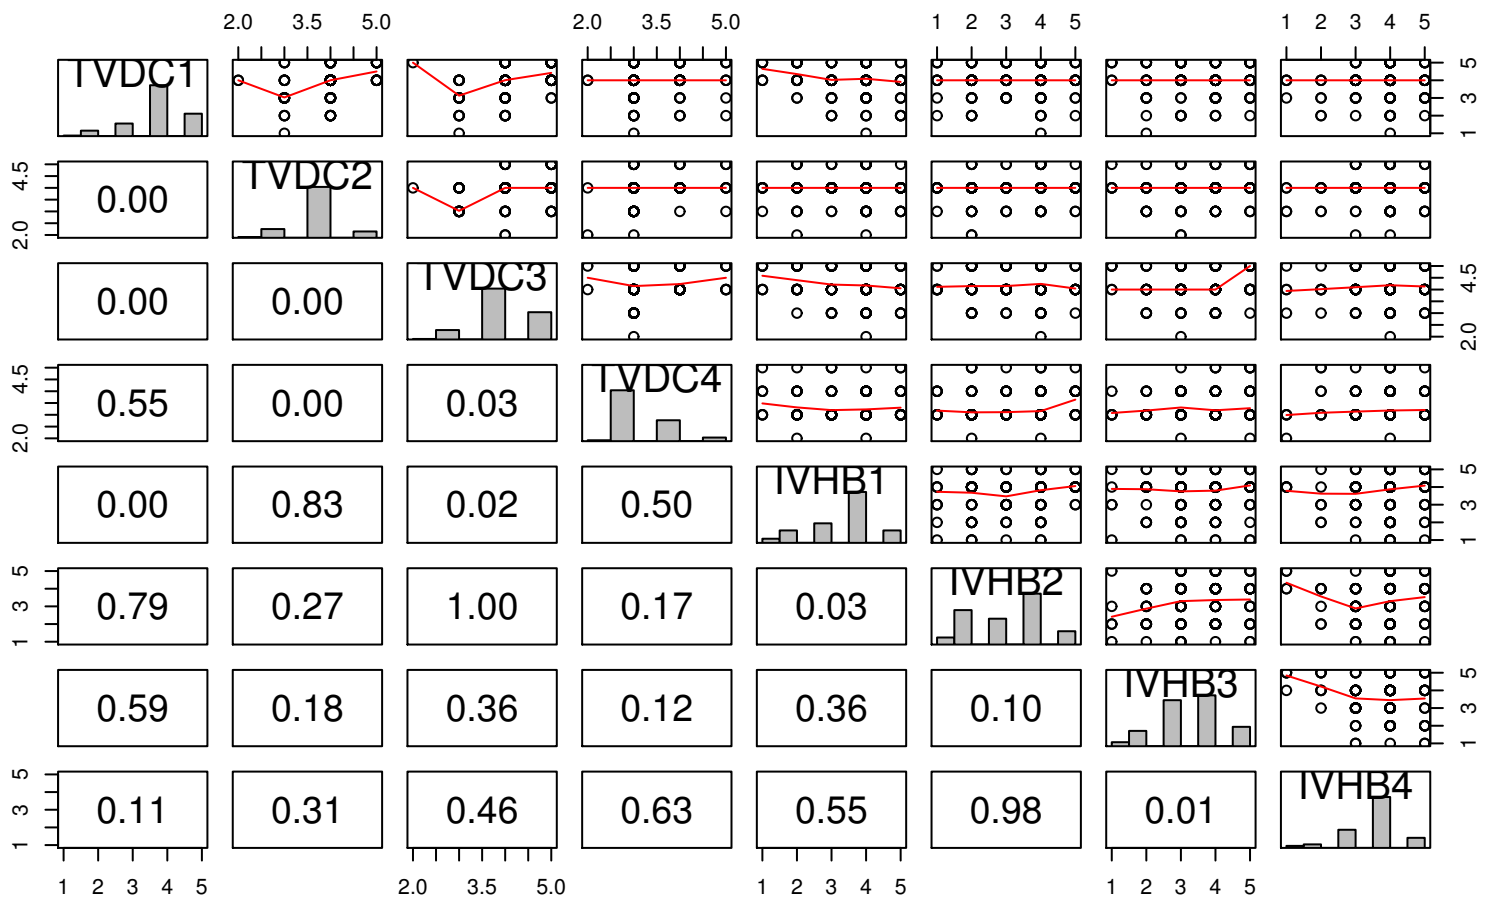 2.0 3.5 5.0 2.0 3.5 5.0 1 2 3 4 5 1 2 3 4 5
TVDC1 1 3 5
2.0 4.5 0.00 TVDC2
0.00 0.00 TVDC3 2.0 4.5
2.0 4.5 0.55 0.00 0.03 TVDC4
0.00 0.83 0.02 0.50 IVHB1 1 3 5
1 3 5 0.79 0.27 1.00 0.17 0.03 IVHB2
0.59 0.18 0.36 0.12 0.36 0.10 IVHB3 1 3 5
1 3 5 0.11 0.31 0.46 0.63 0.55 0.98 0.01 IVHB4
1 2 3 4 5 2.0 3.5 5.0 1 2 3 4 5 1 2 3 4 5